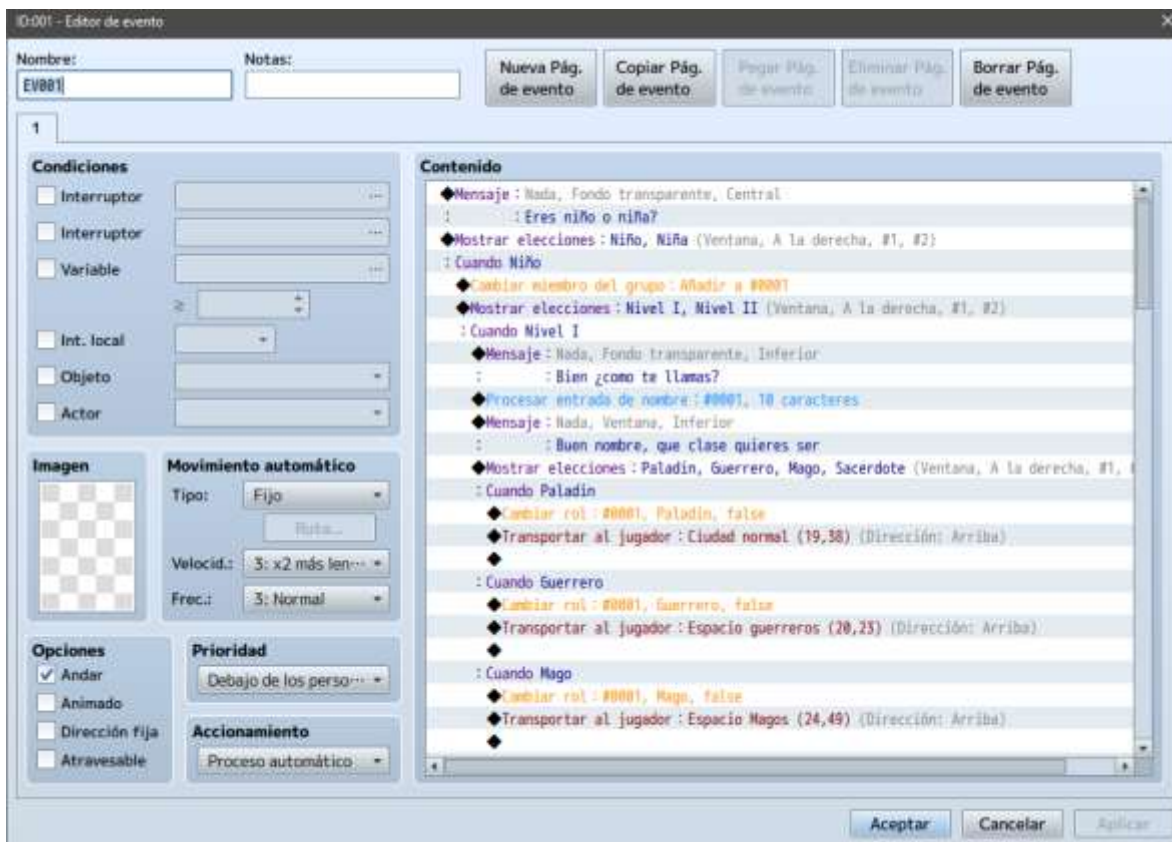 ID:001 - Editor de evento
Nombre: Notas:
EV001
Nueva Pág. de evento
Copiar Pág. de evento
Pegar Pág. de evento
Eliminar Pág. de evento
Borrar Pág. de evento
1
Condiciones
Interruptor ...
Interruptor ...
Variable ...
≥
Int. local
Objeto
Actor
Imagen
Movimiento automático
Tipo: Fijo
Ruta...
Velocid.: 3: x2 más len...
Frec.: 3: Normal
Opciones
Andar
Animado
Dirección fija
Atravesable
Prioridad
Debajo de los perso...
Accionamiento
Proceso automático
Contenido
◆Mensaje : Nada, Fondo transparente, Central
: : Eres niño o niña?
◆Mostrar elecciones : Niño, Niña (Ventana, A la derecha, #1, #2)
: Cuando Niño
◆Cambiar miembro del grupo : Añadir a #0001
◆Mostrar elecciones : Nivel I, Nivel II (Ventana, A la derecha, #1, #2)
: Cuando Nivel I
◆Mensaje : Nada, Fondo transparente, Inferior
: : Bien ¿como te llamas?
◆Procesar entrada de nombre : #0001, 10 caracteres
◆Mensaje : Nada, Ventana, Inferior
: : Buen nombre, que clase quieres ser
◆Mostrar elecciones : Paladín, Guerrero, Mago, Sacerdote (Ventana, A la derecha, #1,
: Cuando Paladín
◆Cambiar rol : #0001, Paladín, false
◆Transportar al jugador : Ciudad normal (19,38) (Dirección: Arriba)
◆
: Cuando Guerrero
◆Cambiar rol : #0001, Guerrero, false
◆Transportar al jugador : Espacio guerreros (20,23) (Dirección: Arriba)
◆
: Cuando Mago
◆Cambiar rol : #0001, Mago, false
◆Transportar al jugador : Espacio Magos (24,49) (Dirección: Arriba)
◆
Aceptar
Cancelar
Aplicar